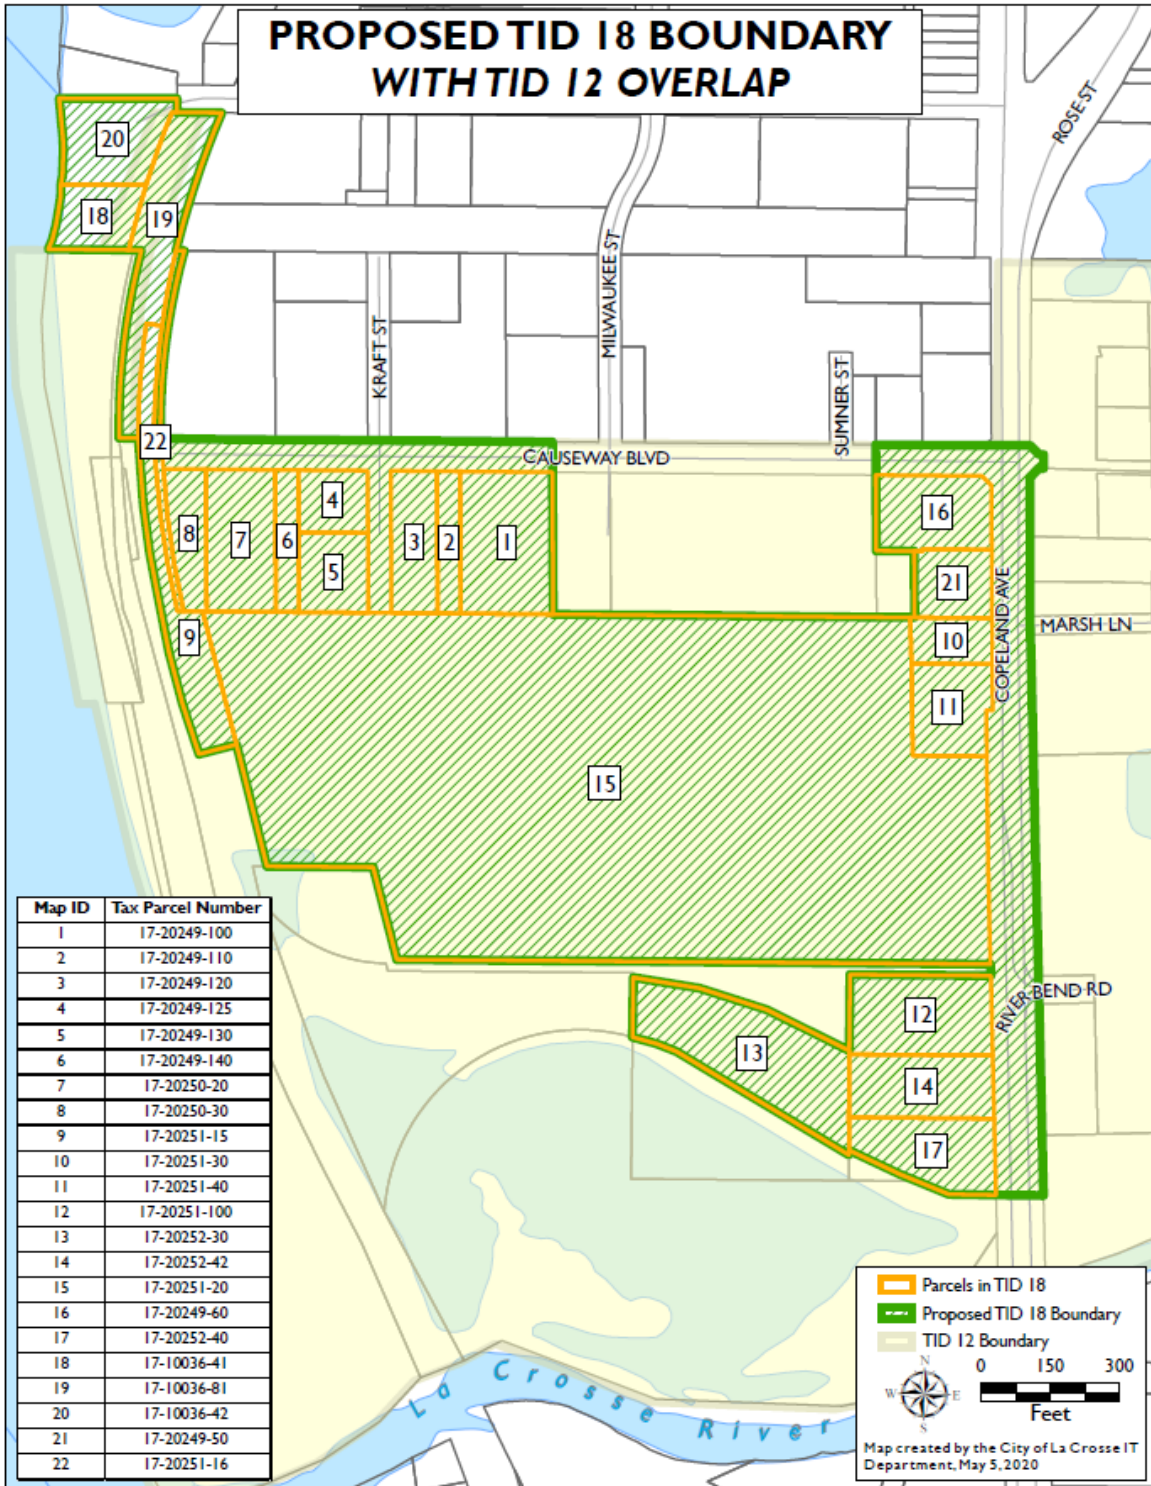 PROPOSED TID 18 BOUNDARY
WITH TID 12 OVERLAP
ROSE ST
20
18
19
MILWAUKEE ST
KRAFT ST
SUMNER ST
22
CAUSEWAY BLVD
4
16
8
7
6
3
2
1
5
21
COPELAND AVE
MARSH LN
9
10
11
15
RIVER BEND RD
12
13
14
17
Map ID Tax Parcel Number
1 17-20249-100
2 17-20249-110
3 17-20249-120
4 17-20249-125
5 17-20249-130
6 17-20249-140
7 17-20250-20
8 17-20250-30
9 17-20251-15
10 17-20251-30
11 17-20251-40
12 17-20251-100
13 17-20252-30
14 17-20252-42
15 17-20251-20
16 17-20249-60
17 17-20252-40
18 17-10036-41
19 17-10036-81
20 17-10036-42
21 17-20249-50
22 17-20251-16
La Crosse River
Parcels in TID 18
Proposed TID 18 Boundary
TID 12 Boundary
N
W E
S
0 150 300
Feet
Map created by the City of La Crosse IT
Department, May 5, 2020